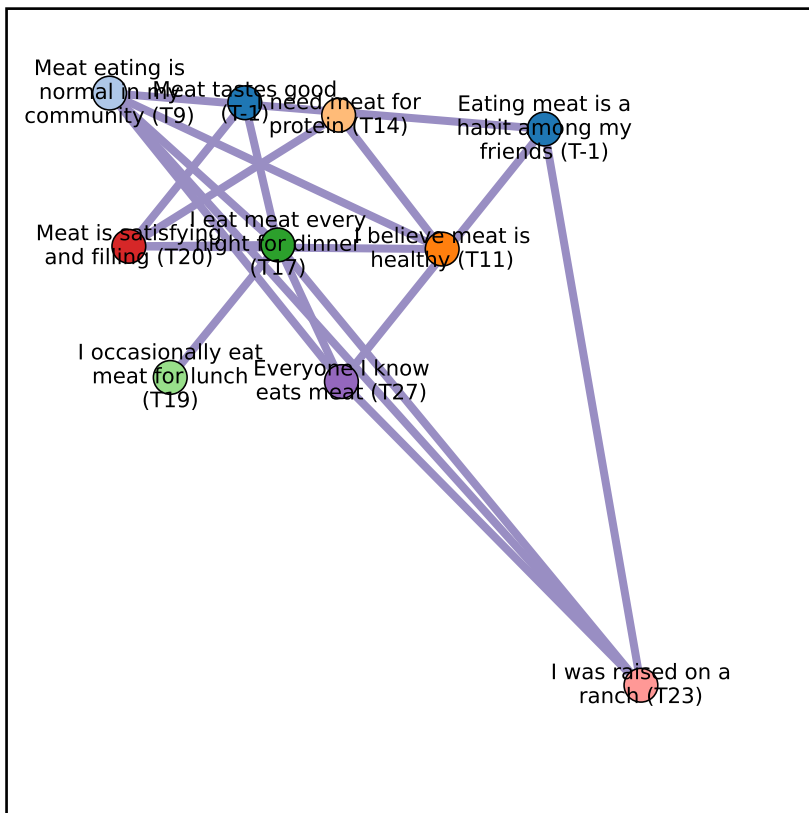 Meat eating is
normal in my
community (T9)
Meat tastes good
(T-1)
I need meat for
protein (T14)
Eating meat is a
habit among my
friends (T-1)
Meat is satisfying
and filling (T20)
I eat meat every
night for dinner
(T17)
I believe meat is
healthy (T11)
I occasionally eat
meat for lunch
(T19)
Everyone I know
eats meat (T27)
I was raised on a
ranch (T23)